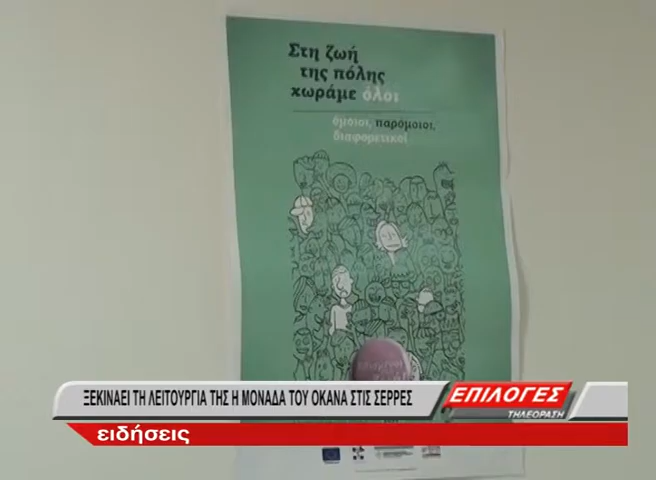 Στη ζωή
της πόλης
χωράμε όλοι
όμοιοι, παρόμοιοι,
διαφορετικοί
ΞΕΚΙΝΑΕΙ ΤΗ ΛΕΙΤΟΥΡΓΙΑ ΤΗΣ Η ΜΟΝΑΔΑ ΤΟΥ ΟΚΑΝΑ ΣΤΙΣ ΣΕΡΡΕΣ
ΕΠΙΛΟΓΕΣ
ΤΗΛΕΟΡΑΣΗ
ειδήσεις